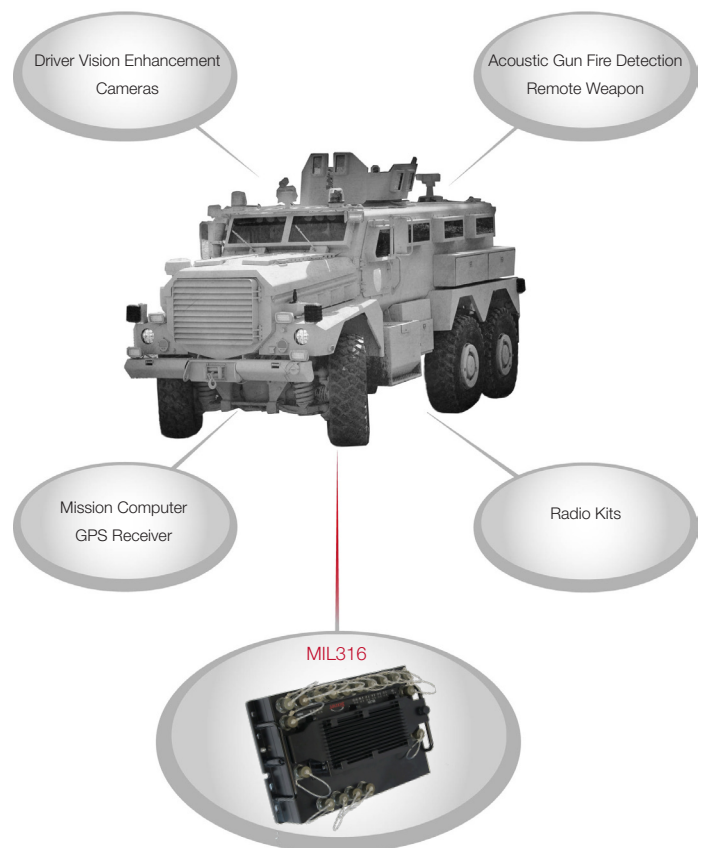 Driver Vision Enhancement
Cameras
Acoustic Gun Fire Detection
Remote Weapon
Mission Computer
GPS Receiver
Radio Kits
MIL316